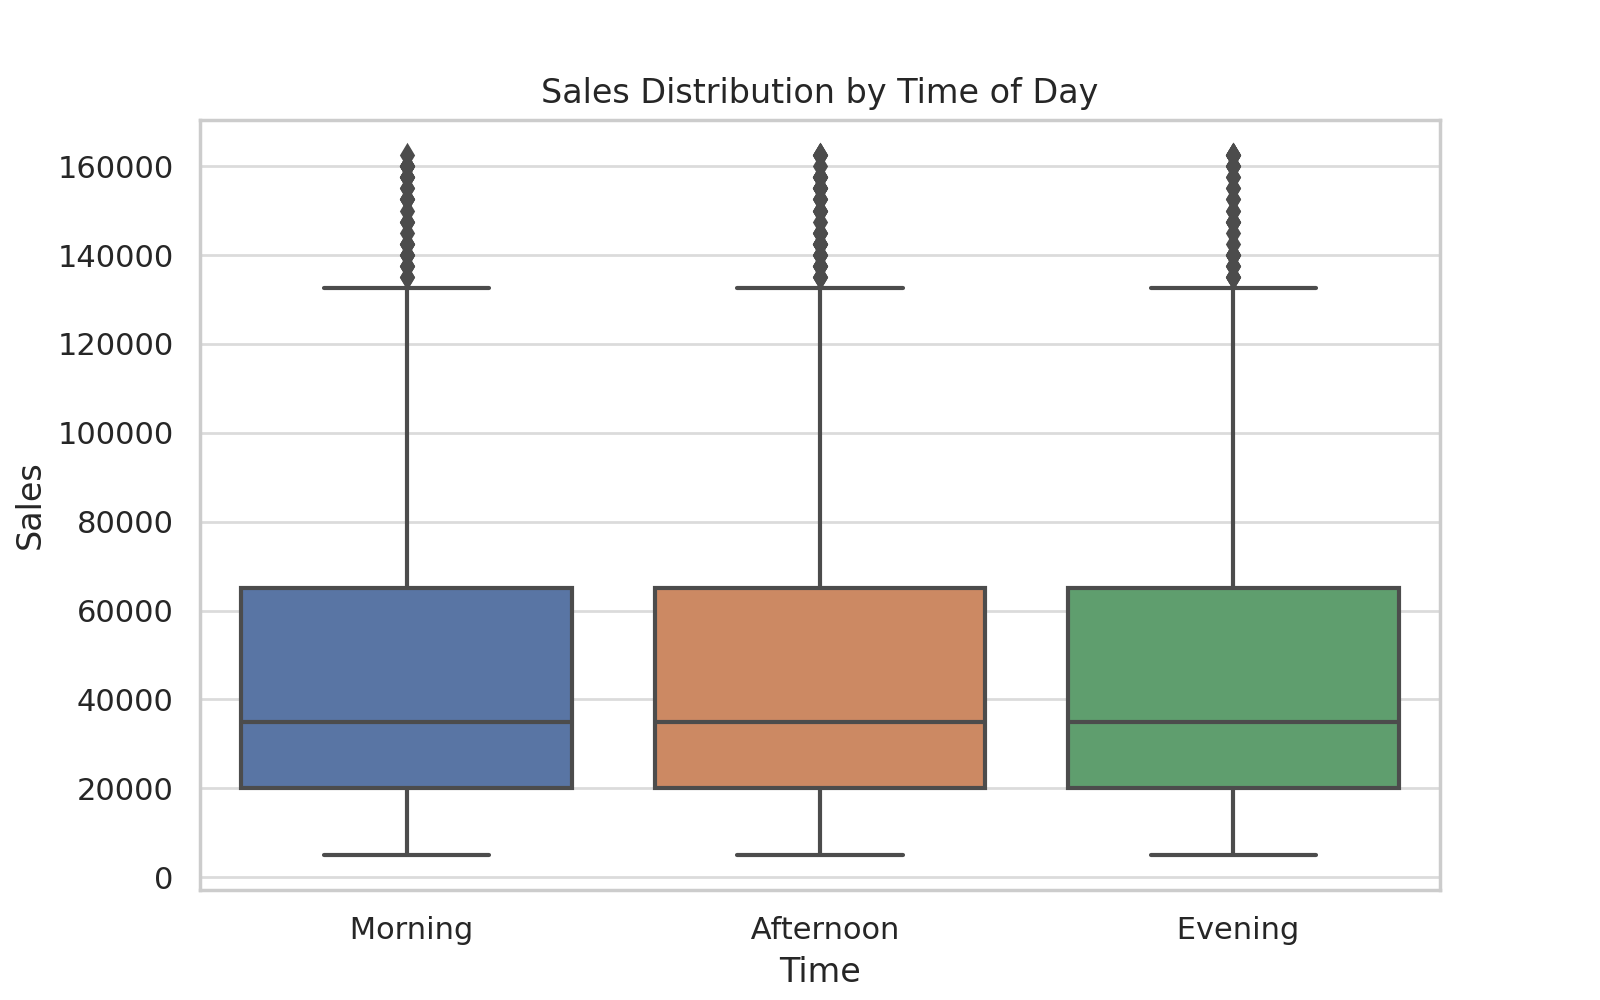 Sales Distribution by Time of Day
160000
140000
120000
100000
80000
60000
40000
20000
0
Sales
Morning
Afternoon
Evening
Time